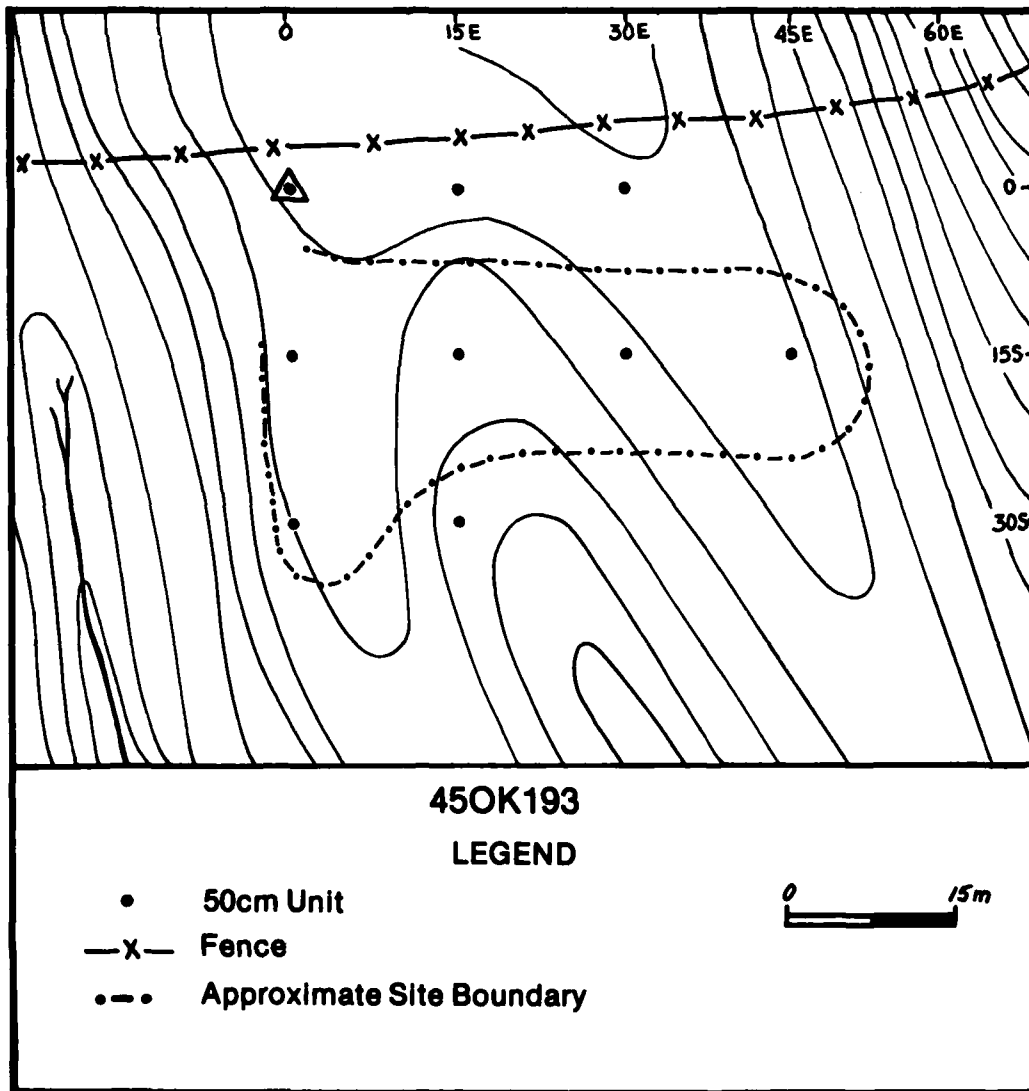 0 15E 30E 45E 60E
0
15S
30S
45OK193
LEGEND
50cm Unit
X Fence
Approximate Site Boundary
0 15m